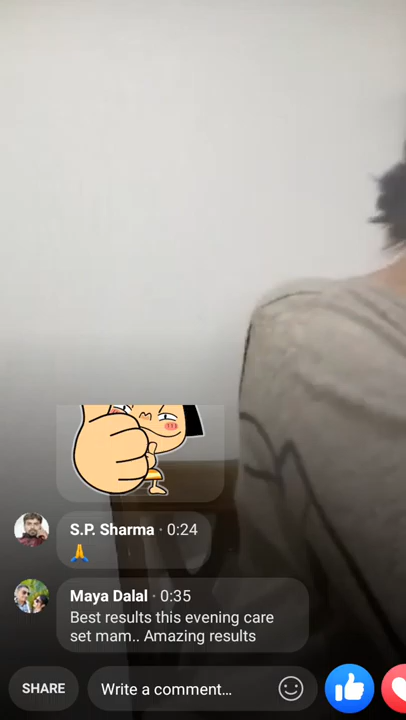 S.P. Sharma · 0:24
🙏
Maya Dalal · 0:35
Best results this evening care
set mam.. Amazing results
SHARE
Write a comment...